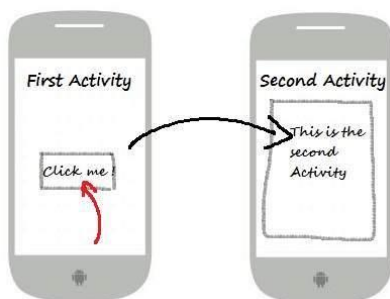 First Activity
Click me !
Second Activity
This is the
second
Activity